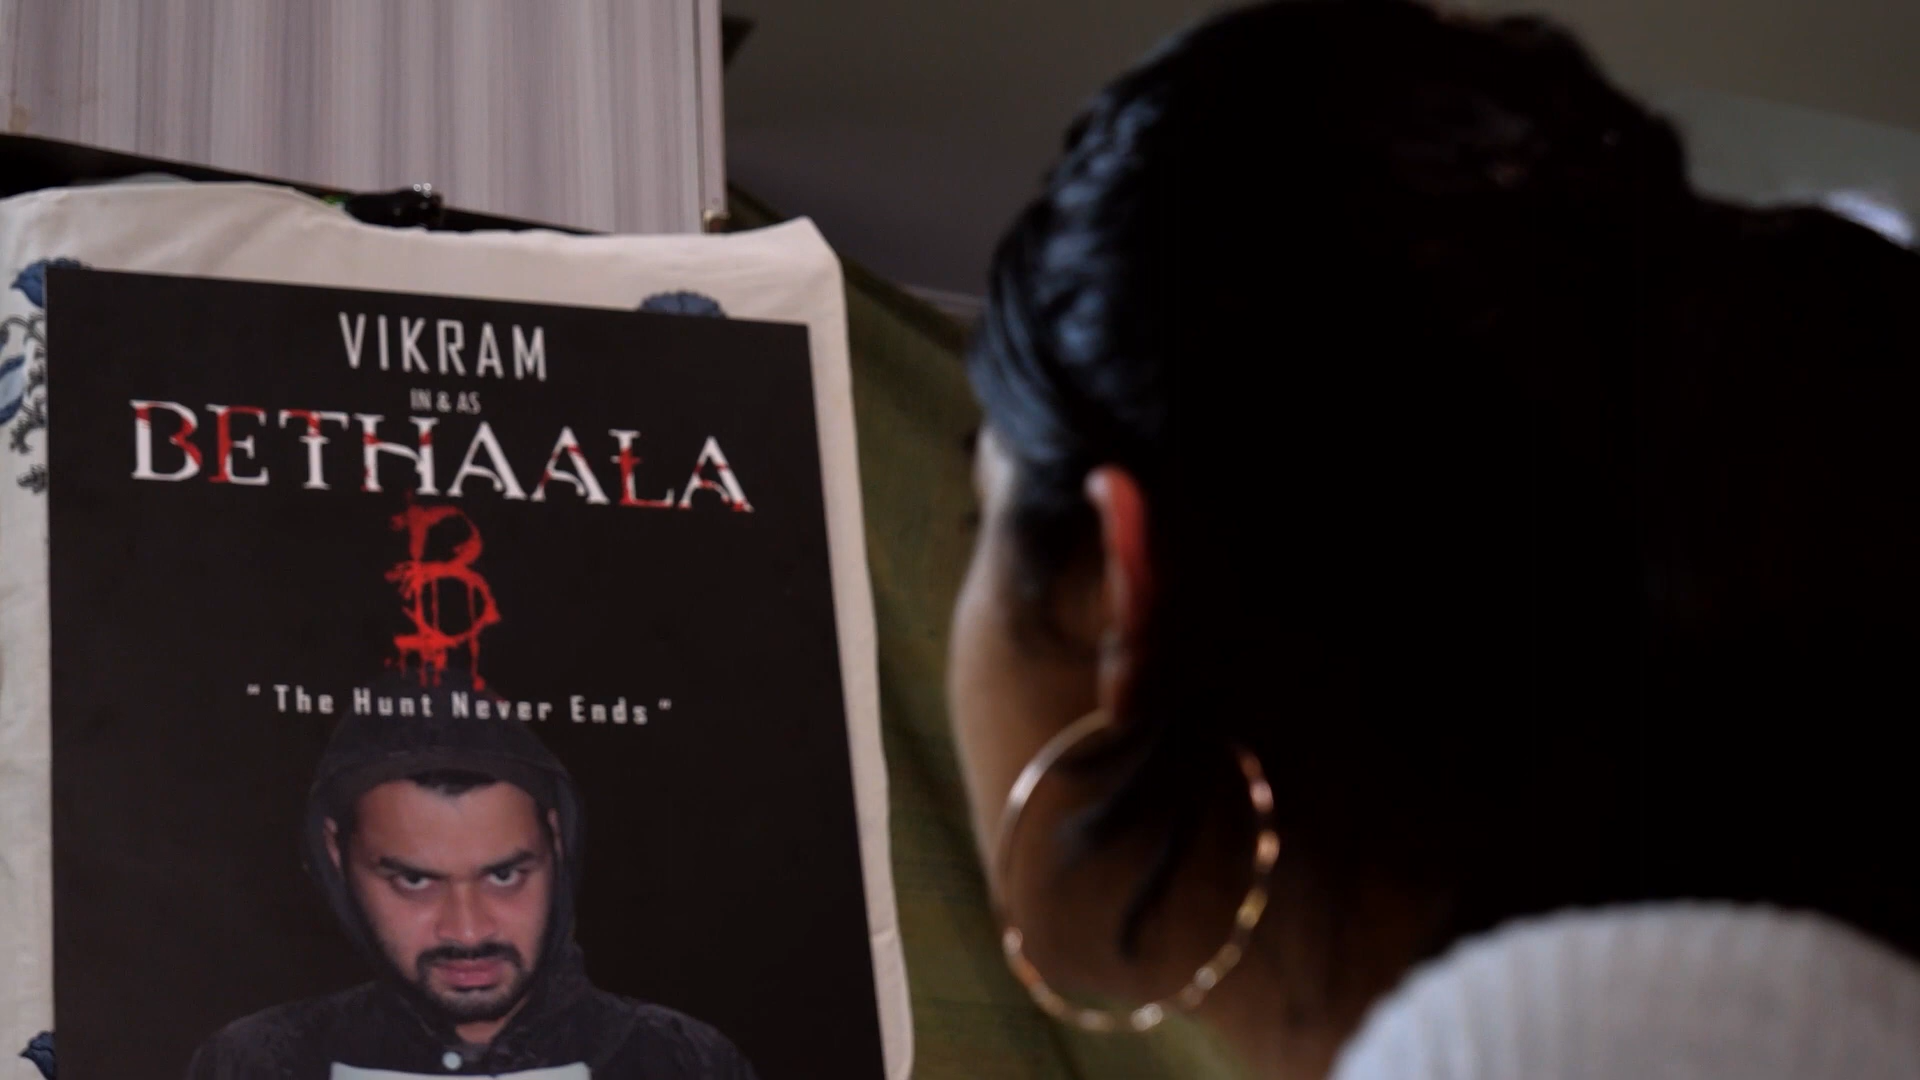 VIKRAM
IN & AS
BETHAALA
B
“ The Hunt Never Ends ”